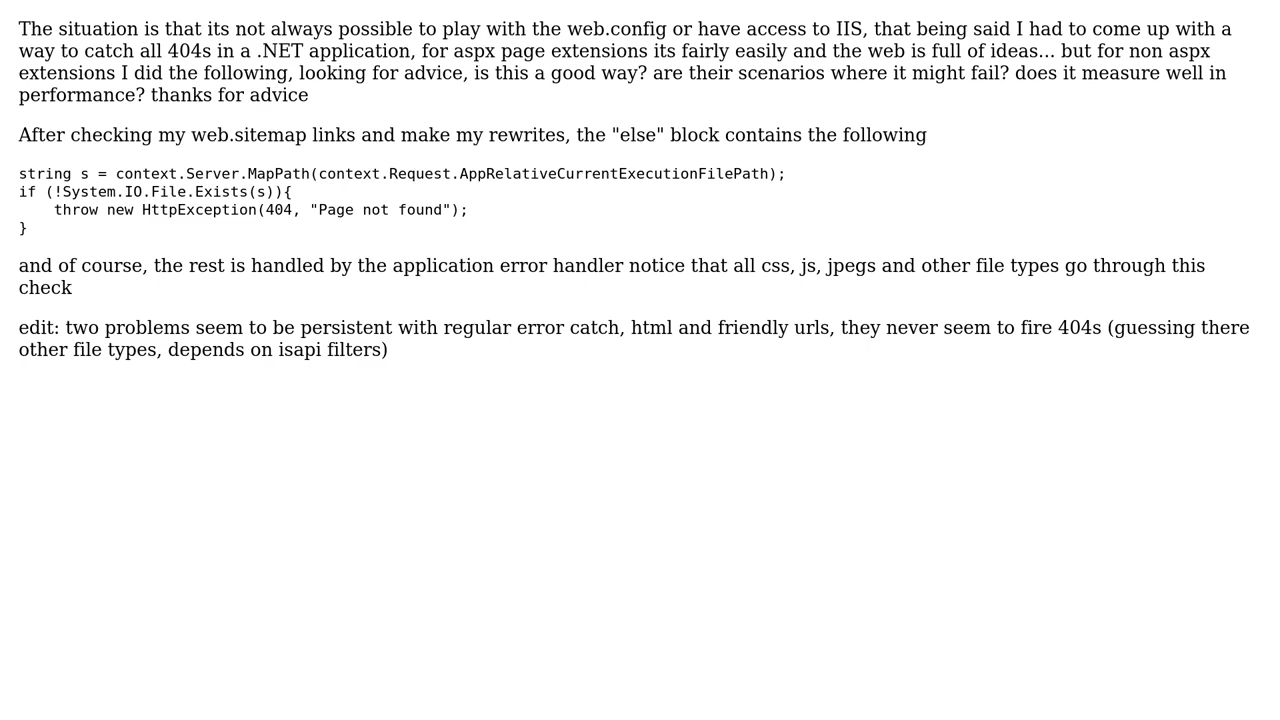 The situation is that its not always possible to play with the web.config or have access to IIS, that being said I had to come up with a
way to catch all 404s in a .NET application, for aspx page extensions its fairly easily and the web is full of ideas... but for non aspx
extensions I did the following, looking for advice, is this a good way? are their scenarios where it might fail? does it measure well in
performance? thanks for advice
After checking my web.sitemap links and make my rewrites, the "else" block contains the following
string s = context.Server.MapPath(context.Request.AppRelativeCurrentExecutionFilePath);
if (!System.IO.File.Exists(s)){
    throw new HttpException(404, "Page not found");
}
and of course, the rest is handled by the application error handler notice that all css, js, jpegs and other file types go through this
check
edit: two problems seem to be persistent with regular error catch, html and friendly urls, they never seem to fire 404s (guessing there
other file types, depends on isapi filters)